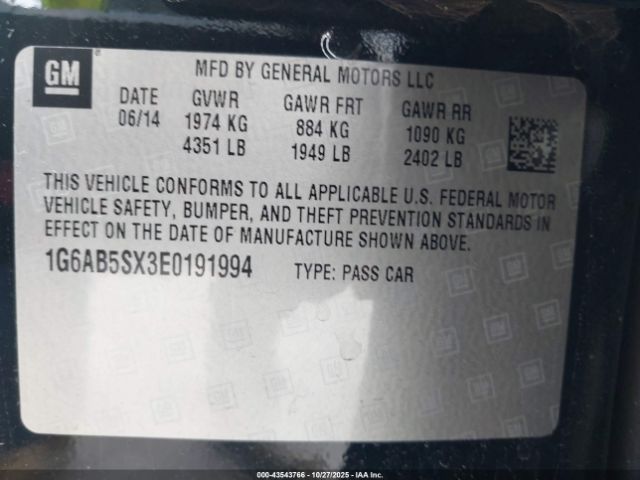 GM
MFD BY GENERAL MOTORS LLC
DATE GVWR GAWR FRT GAWR RR
06/14 1974 KG 884 KG 1090 KG
4351 LB 1949 LB 2402 LB
THIS VEHICLE CONFORMS TO ALL APPLICABLE U.S. FEDERAL MOTOR
VEHICLE SAFETY, BUMPER, AND THEFT PREVENTION STANDARDS IN
EFFECT ON THE DATE OF MANUFACTURE SHOWN ABOVE.
1G6AB5SX3E0191994 TYPE: PASS CAR
000-43543766 - 10/27/2025 - IAA Inc.